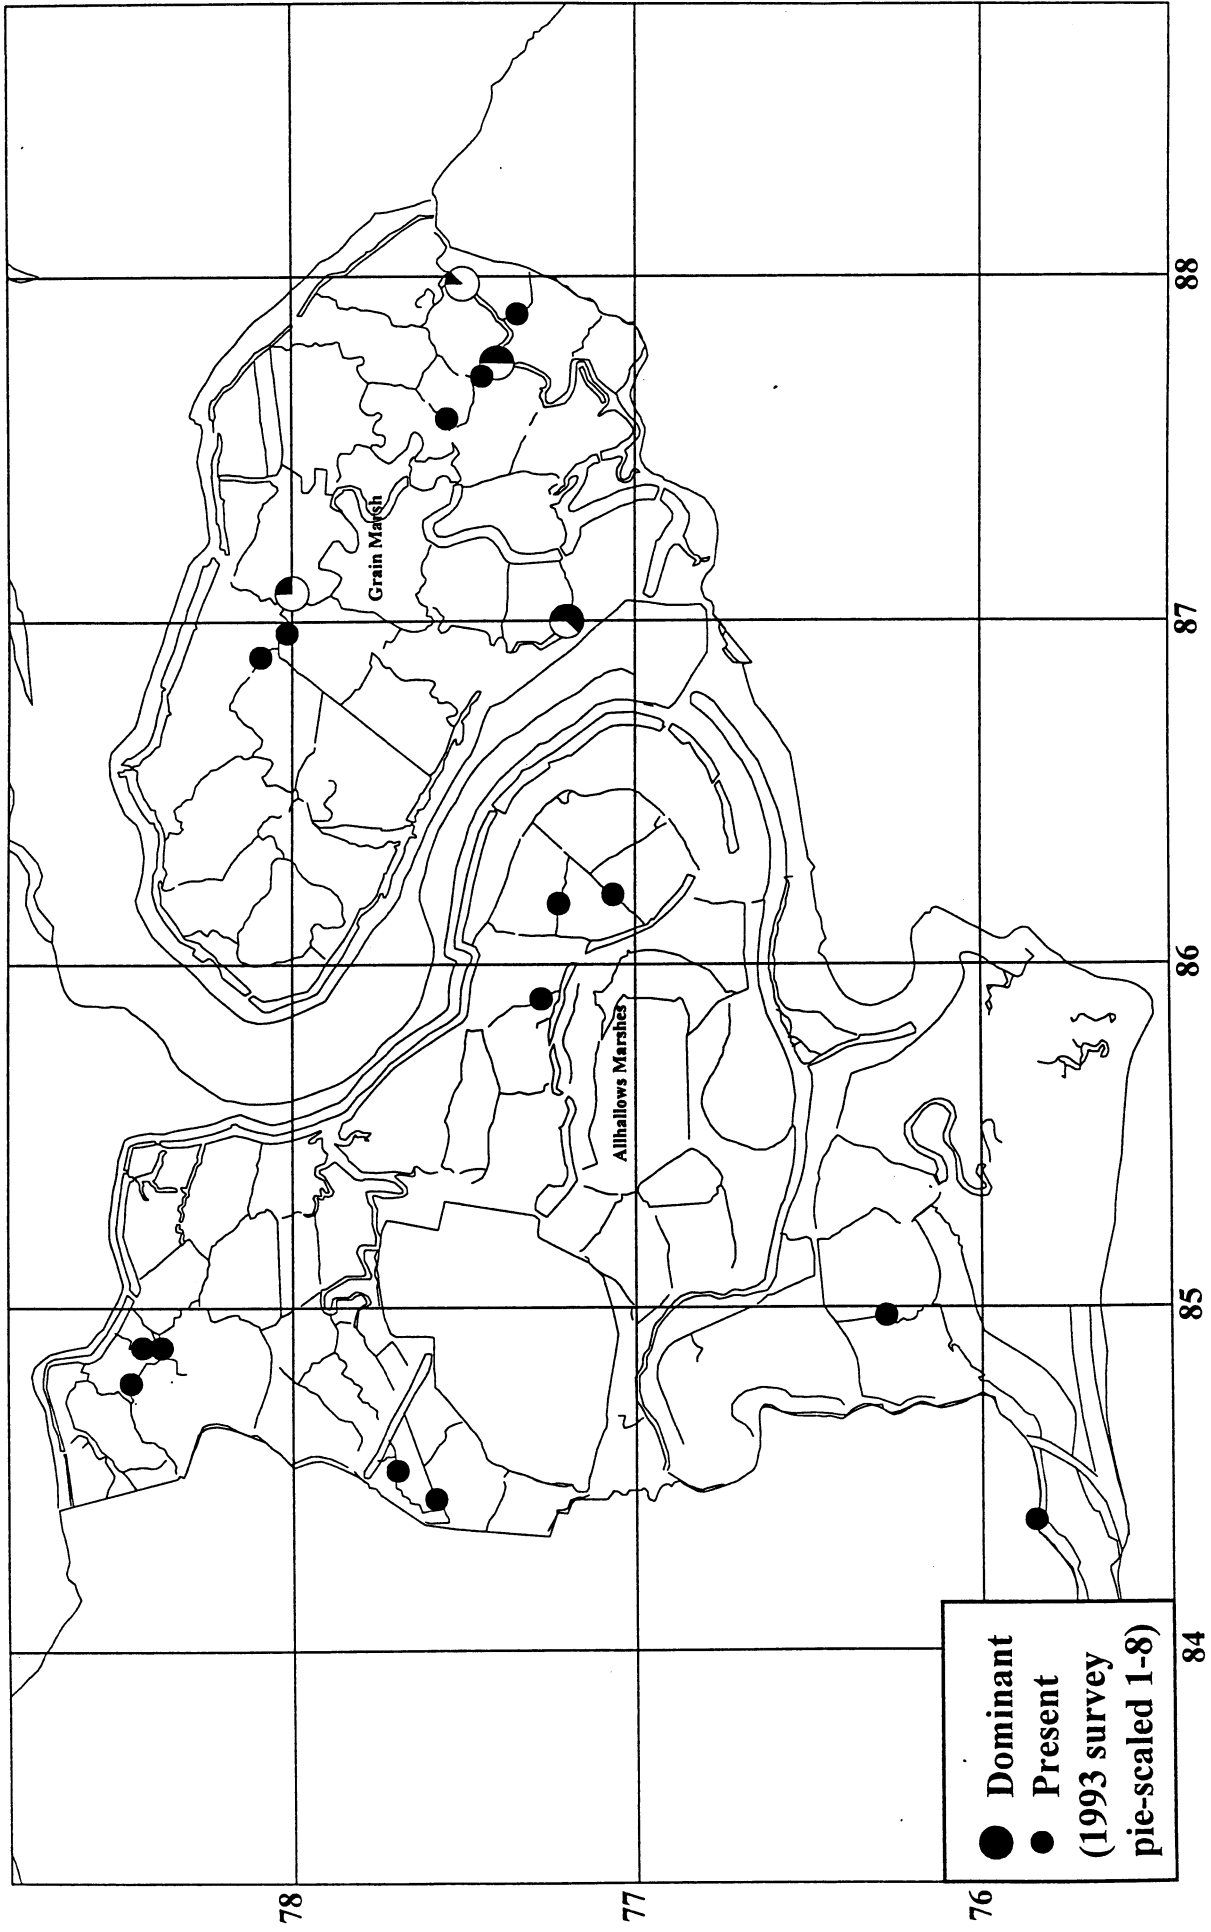 Grain Marsh
Allhallows Marshes
78
77
76
84
85
86
87
88
Dominant
Present
(1993 survey
pie-scaled 1-8)